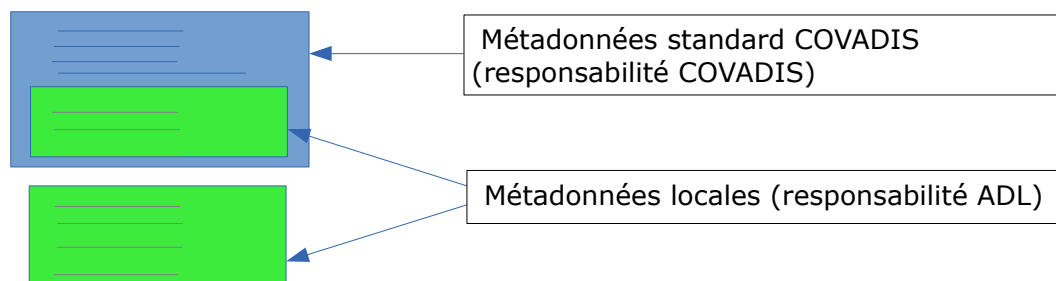 Métadonnées standard COVADIS
(responsabilité COVADIS)
Métadonnées locales (responsabilité ADL)